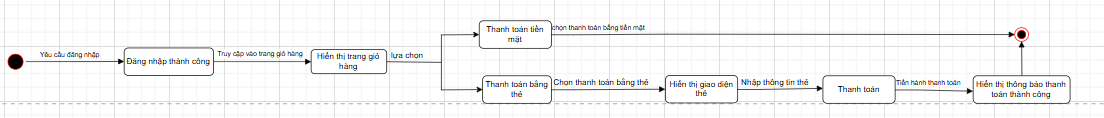 Yêu cầu đăng nhập
Đăng nhập thành công
Truy cập vào trang giỏ hàng
Hiển thị trang giỏ
hàng
lựa chọn
Thanh toán tiền
mặt
chọn thanh toán bằng tiền mặt
Thanh toán bằng
thẻ
Chọn thanh toán bằng thẻ
Hiển thị giao diện
thẻ
Nhập thông tin thẻ
Thanh toán
Tiến hành thanh toán
Hiển thị thông báo thanh
toán thành công